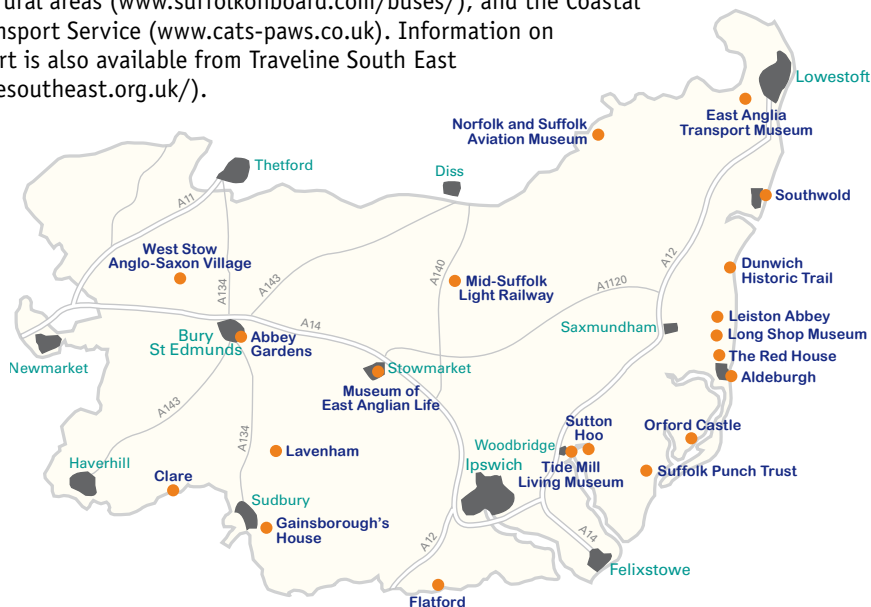 rural areas (www.suffolkonboard.com/buses/), and the Coastal
nsport Service (www.cats-paws.co.uk). Information on
rt is also available from Traveline South East
esoutheast.org.uk/).
Lowestoft
East Anglia
Transport Museum
Norfolk and Suffolk
Aviation Museum
Thetford
Diss
Southwold
A11
West Stow
Anglo-Saxon Village
A134
A143
A140
Mid-Suffolk
Light Railway
A12
A1120
Dunwich
Historic Trail
Leiston Abbey
Long Shop Museum
The Red House
Aldeburgh
Saxmundham
A14
Bury
St Edmunds
Abbey
Gardens
Newmarket
Stowmarket
Museum of
East Anglian Life
A143
A134
Lavenham
Haverhill
Clare
Sudbury
Gainsborough's
House
Woodbridge
Ipswich
Sutton
Hoo
Tide Mill
Living Museum
Orford Castle
Suffolk Punch Trust
A12
A14
Felixstowe
Flatford